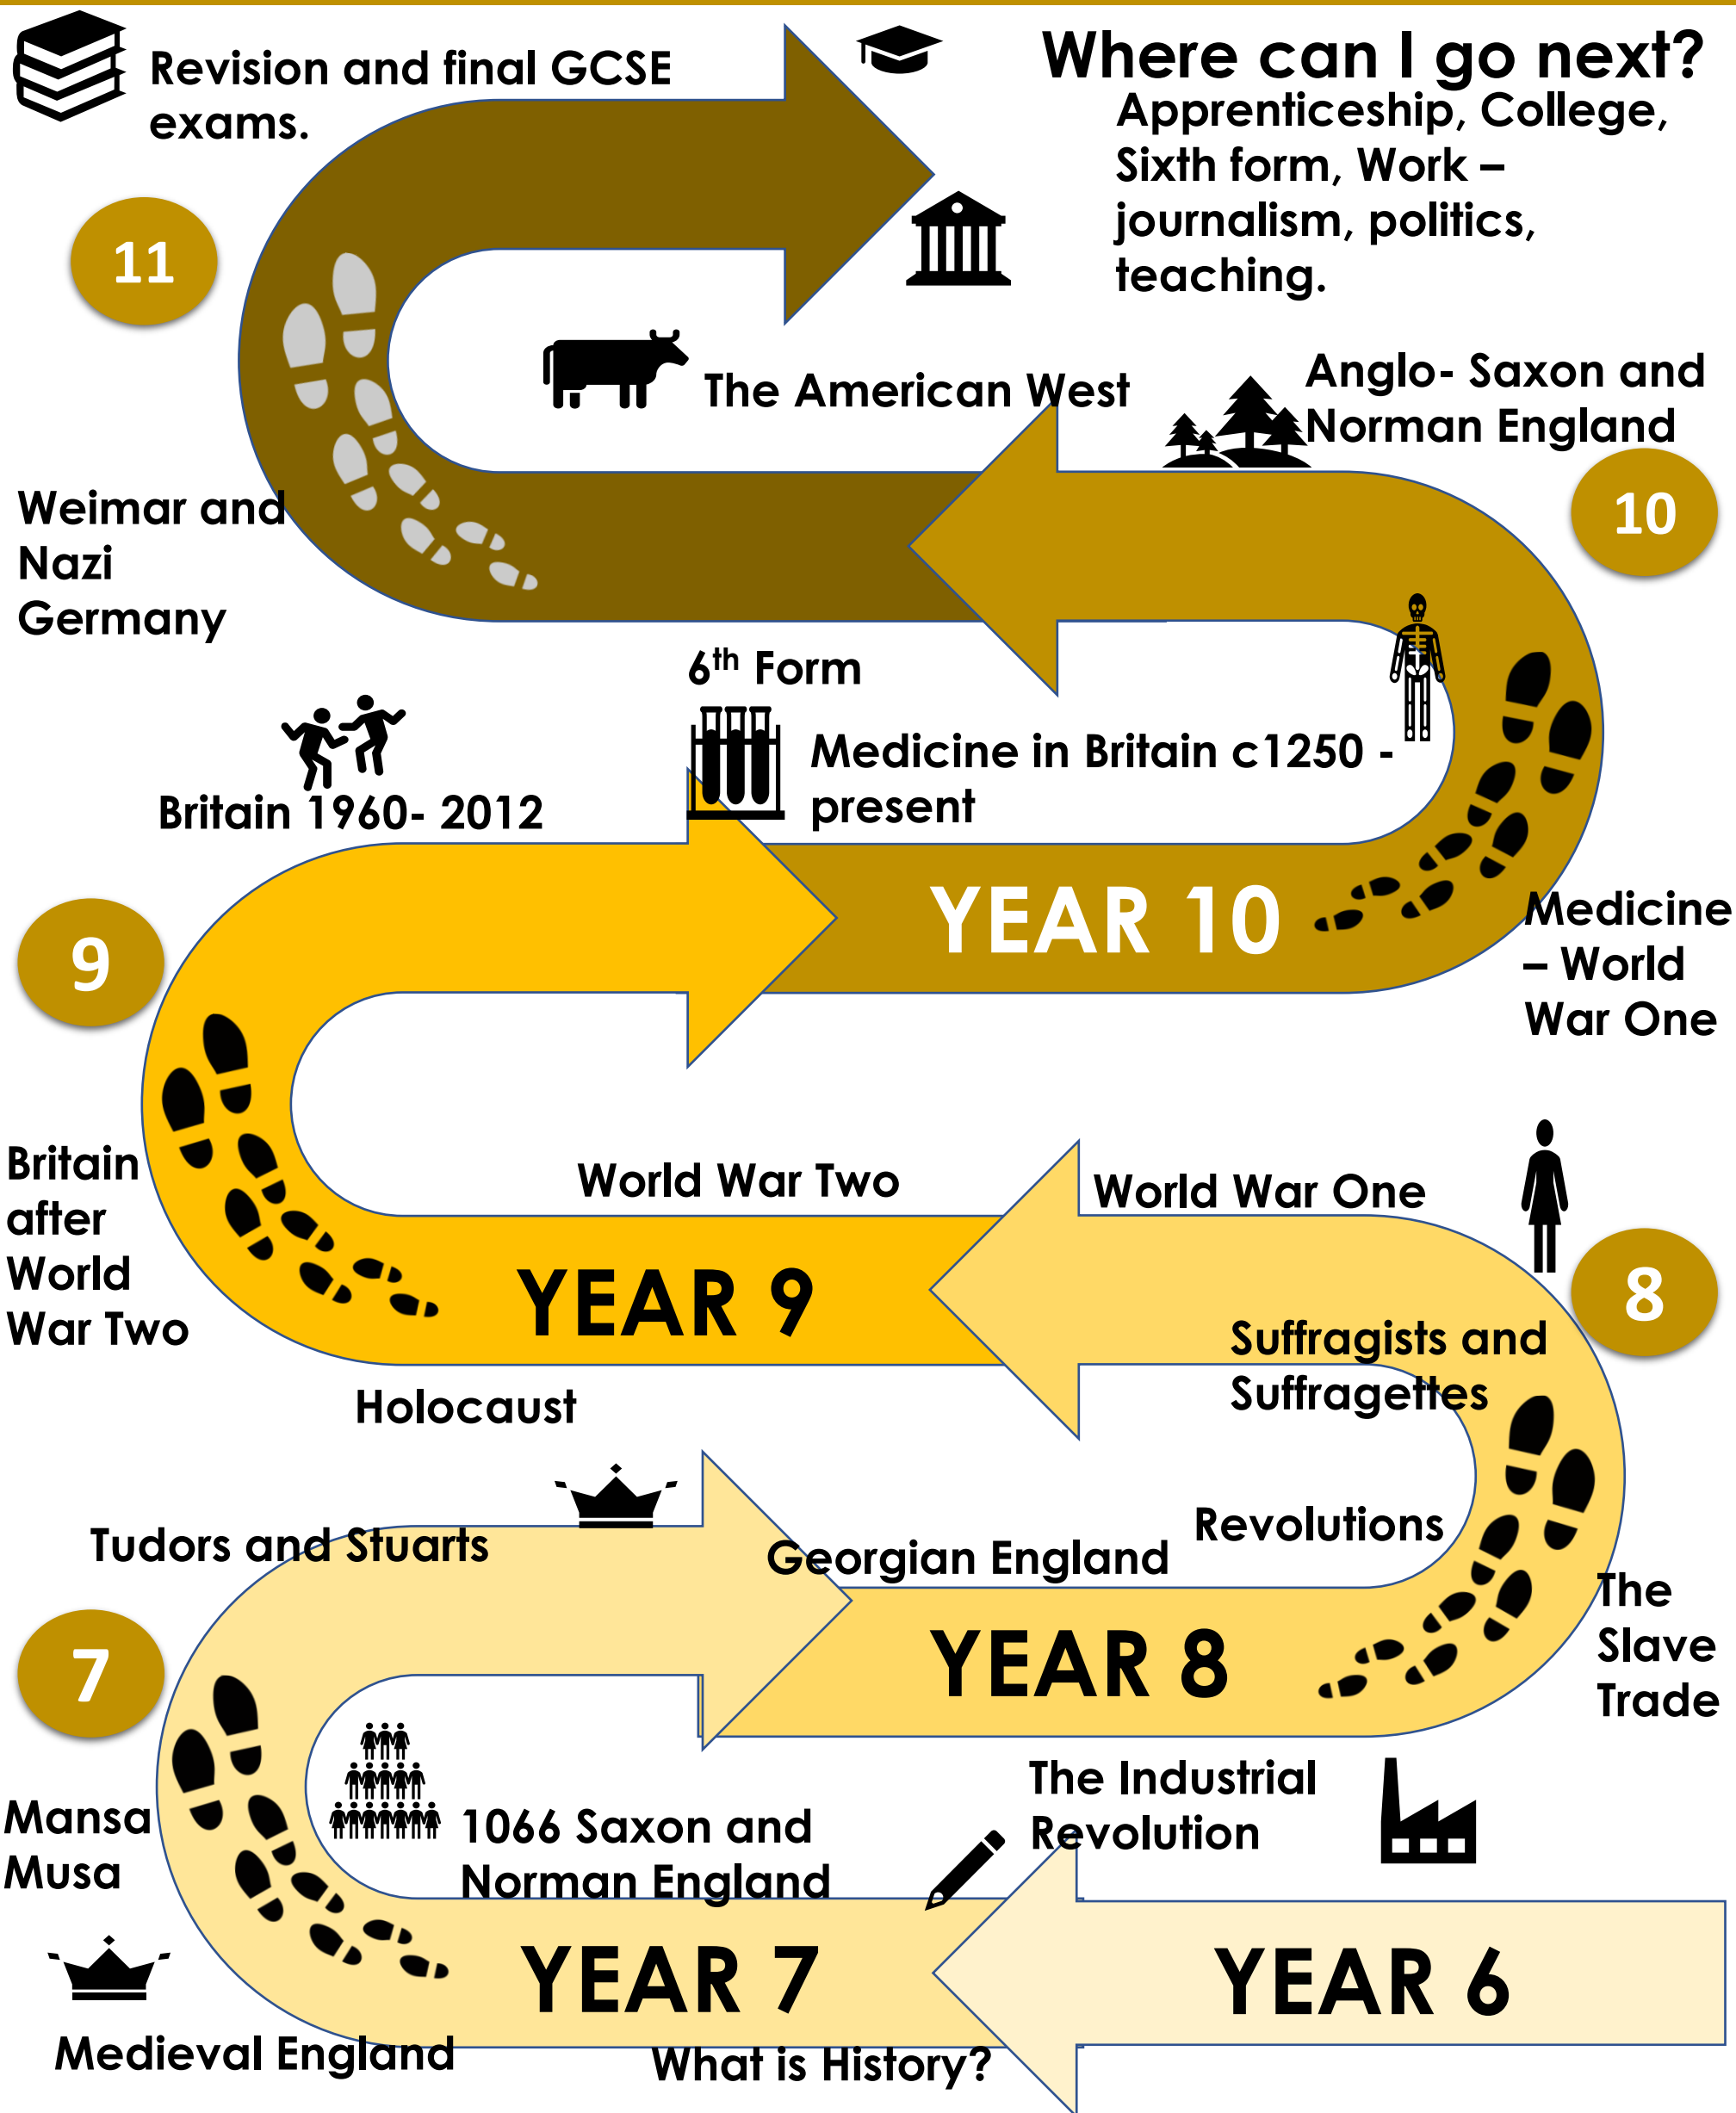 Revision and final GCSE
exams.
Where can I go next?
Apprenticeship, College,
Sixth form, Work –
journalism, politics,
teaching.
11
The American West
Anglo- Saxon and
Norman England
10
Weimar and
Nazi
Germany
6th Form
Medicine in Britain c1250 -
present
Britain 1960- 2012
YEAR 10
Medicine
– World
War One
9
Britain
after
World
War Two
World War Two
World War One
8
YEAR 9
Suffragists and
Suffragettes
Holocaust
Tudors and Stuarts
Georgian England
Revolutions
The
Slave
Trade
7
YEAR 8
Mansa
Musa
1066 Saxon and
Norman England
The Industrial
Revolution
YEAR 7
YEAR 6
Medieval England
What is History?